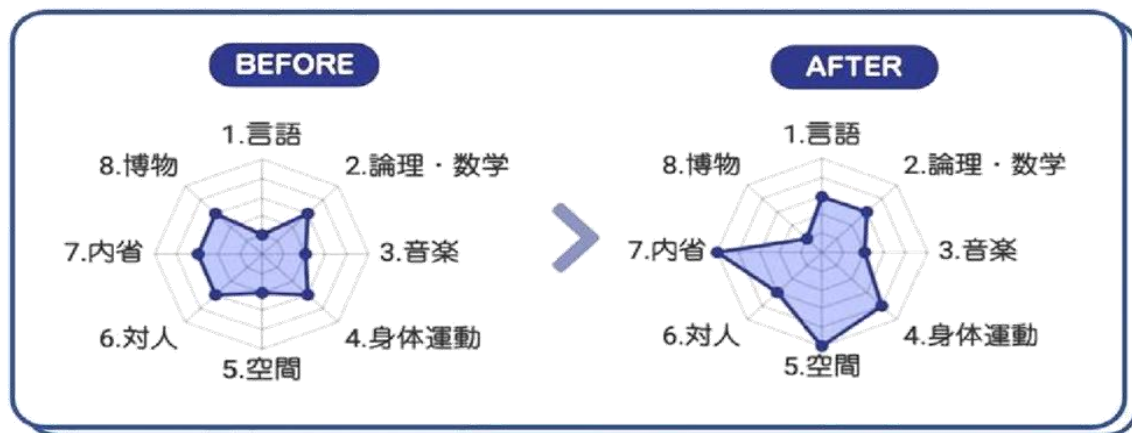 BEFORE
1.言語
2.論理・数学
3.音楽
4.身体運動
5.空間
6.対人
7.内省
8.博物
AFTER
1.言語
2.論理・数学
3.音楽
4.身体運動
5.空間
6.対人
7.内省
8.博物